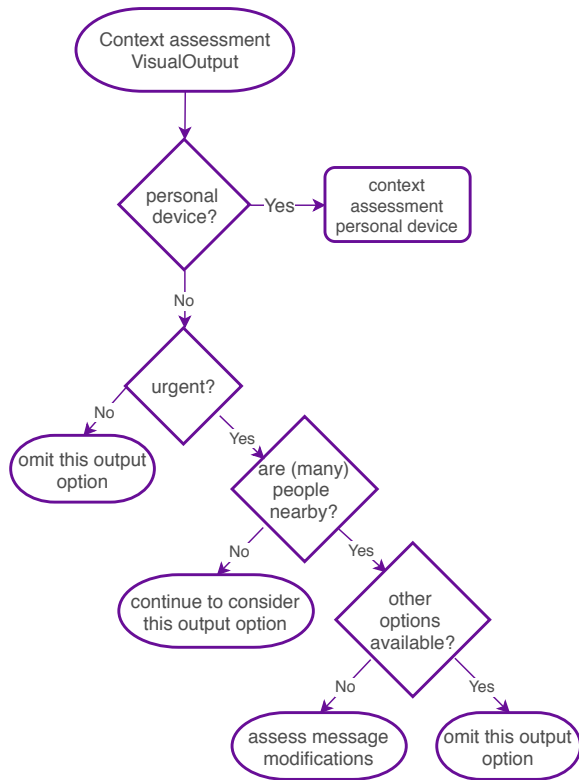 Context assessment
VisualOutput
personal
device?
Yes
context
assessment
personal device
No
urgent?
No
Yes
omit this output
option
are (many)
people
nearby?
No
Yes
continue to consider
this output option
other
options
available?
No
Yes
assess message
modifications
omit this output
option